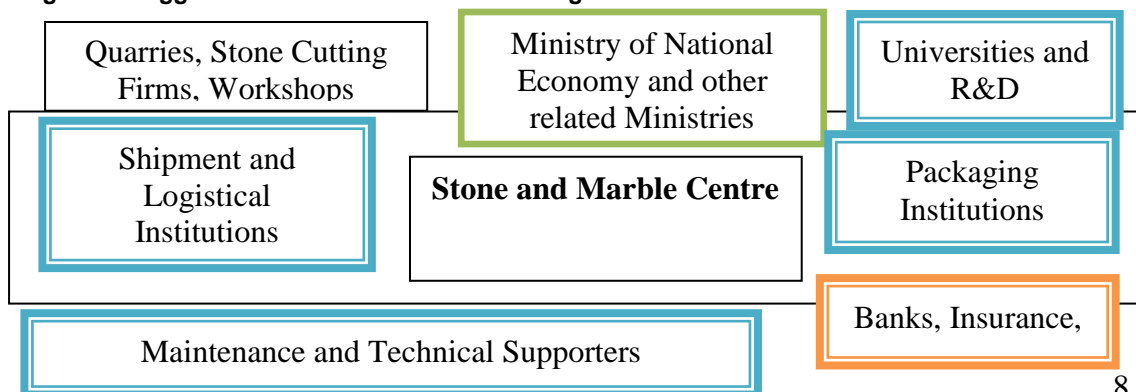 Quarries, Stone Cutting
Firms, Workshops
Ministry of National
Economy and other
related Ministries
Universities and
R&D
Shipment and
Logistical
Institutions
Stone and Marble Centre
Packaging
Institutions
Banks, Insurance,
Maintenance and Technical Supporters
8